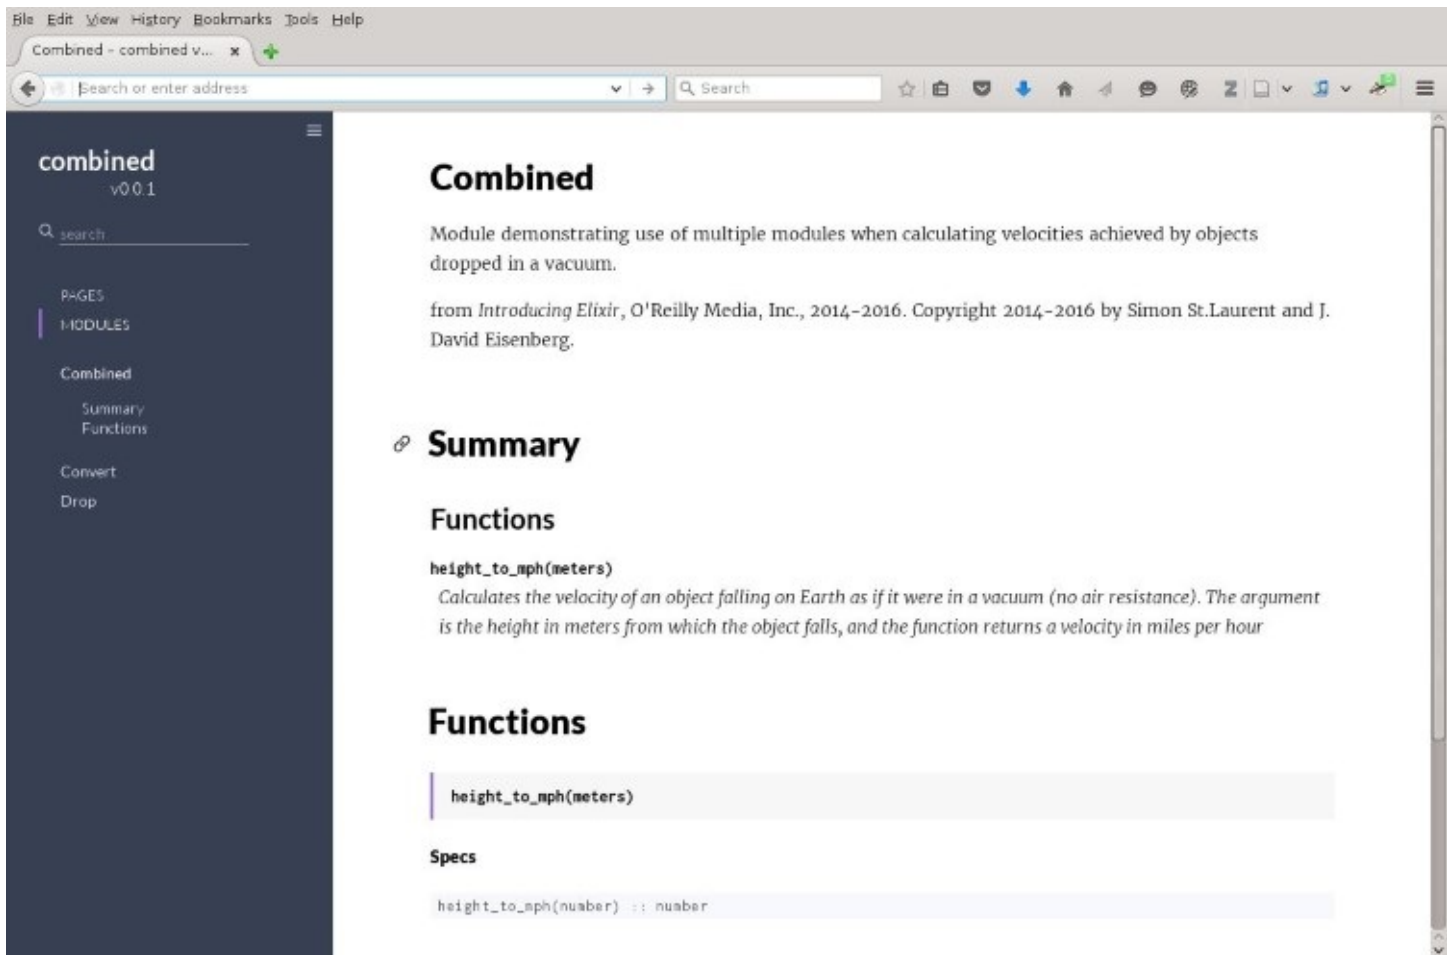 File Edit View History Bookmarks Tools Help
Combined - combined v...
Search or enter address
Search
combined
v0.0.1
search
PAGES
MODULES
Combined
Summary
Functions
Convert
Drop
Combined
Module demonstrating use of multiple modules when calculating velocities achieved by objects
dropped in a vacuum.
from Introducing Elixir, O'Reilly Media, Inc., 2014-2016. Copyright 2014-2016 by Simon St.Laurent and J.
David Eisenberg.
Summary
Functions
height_to_mph(meters)
Calculates the velocity of an object falling on Earth as if it were in a vacuum (no air resistance). The argument
is the height in meters from which the object falls, and the function returns a velocity in miles per hour
Functions
height_to_mph(meters)
Specs
height_to_mph(number) :: number